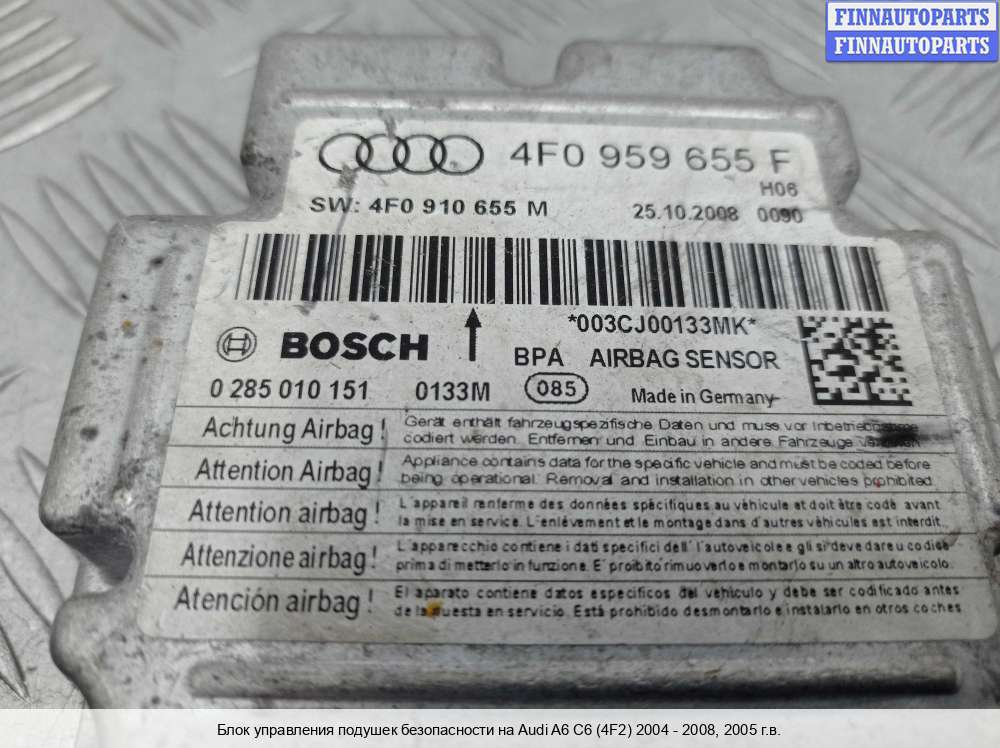 FINNAUTOPARTS
FINNAUTOPARTS
4F0 959 655 F
H06
SW: 4F0 910 655 M
25.10.2008 0090
*003CJ00133MK*
BOSCH
BPA AIRBAG SENSOR
0 285 010 151 0133M 085 Made in Germany
Achtung Airbag! Gerät enthält fahrzeugspezifische Daten und muss vor
codiert werden. Entfernen und Einbau in andere Fahrzeuge
Attention Airbag! Appliance contains data for the specific vehicle and must be coded before
being operational. Removal and installation in other vehicles prohibited.
Attention airbag! L'appareil renferme des données spécifiques au véhicule et doit être codé avant
la mise en service. L'enlèvement et le montage dans d'autres véhicules est interdit.
Attenzione airbag! L'apparecchio contiene i dati specifici dell' l'autoveicolo e gli si deve dare u codice
prima di metterlo in funzione. E' proibito rimuoverlo e montarlo su un altro autoveicolo.
Atención airbag! El aparato contiene datos específicos del vehículo y debe ser codificado antes
de la puesta en servicio. Está prohibido desmontarlo e instalarlo en otros coches
Блок управления подушек безопасности на Audi A6 C6 (4F2) 2004 - 2008, 2005 г.в.